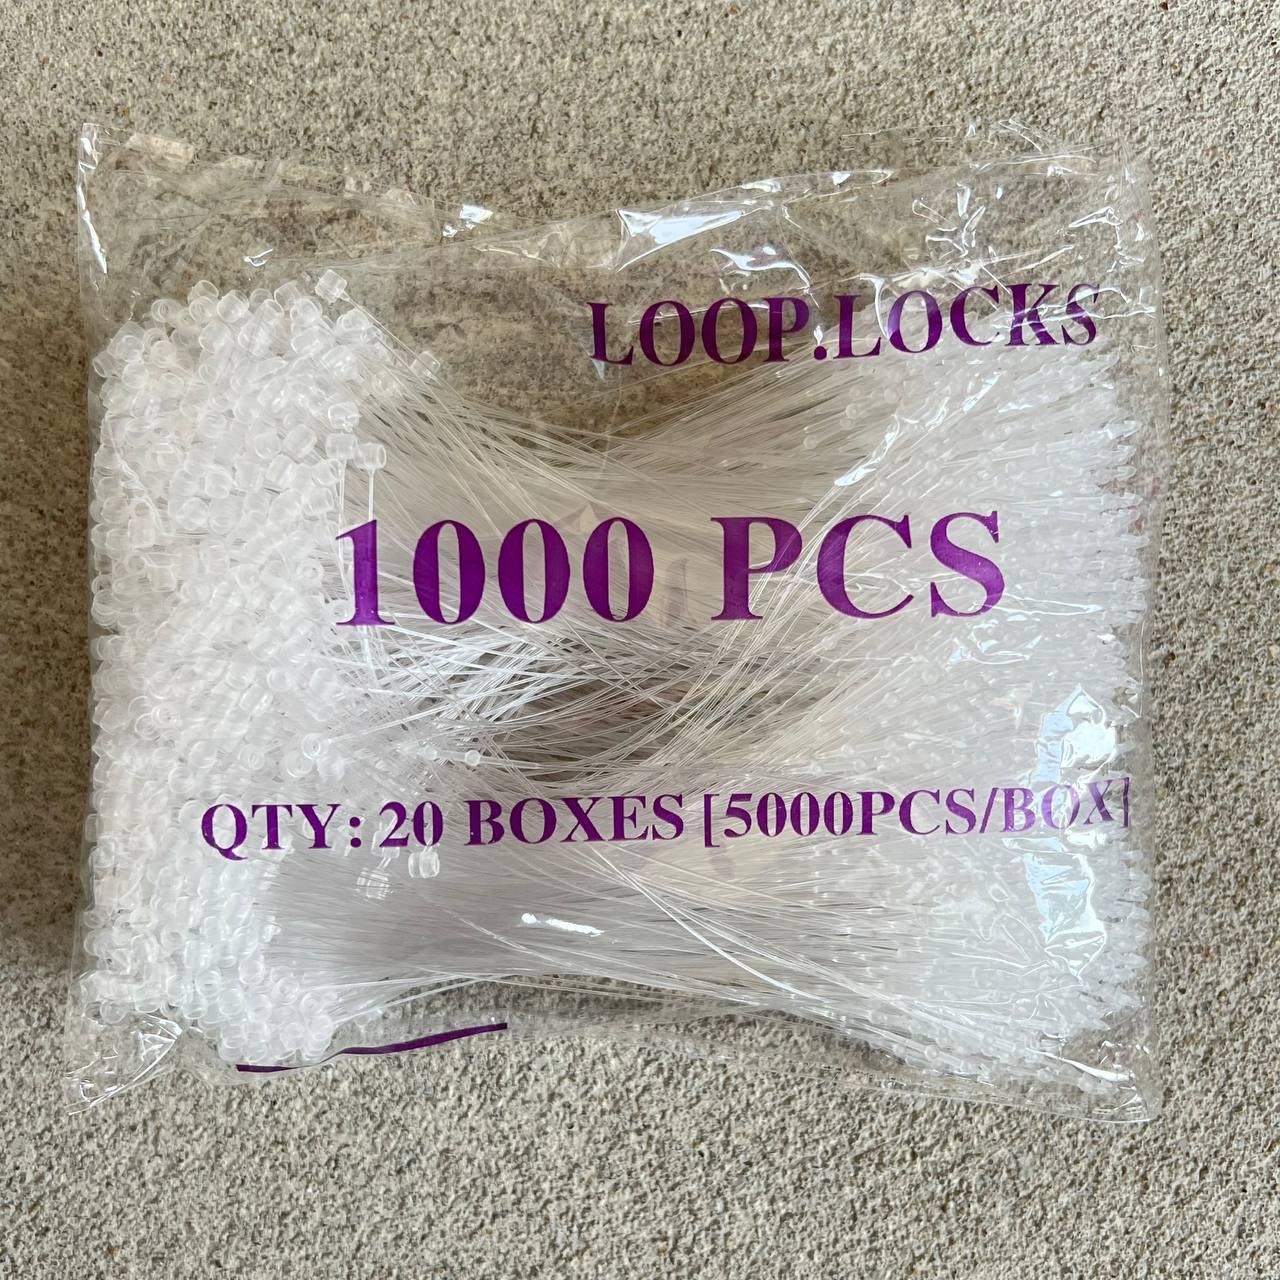 LOOP.LOCKS
1000 PCS
QTY: 20 BOXES [5000PCS/BOX]